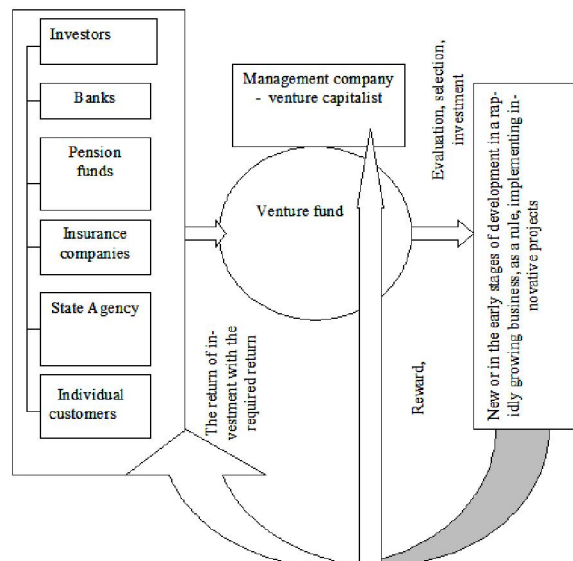 Investors
Banks
Pension
funds
Insurance
companies
State Agency
Individual
customers
Management company
- venture capitalist
Venture fund
Evaluation, selection,
investment
New or in the early stages of development in a rap-
idly growing business, as a rule, implementing in-
novative projects
The return of in-
vestment with the
required return
Reward,